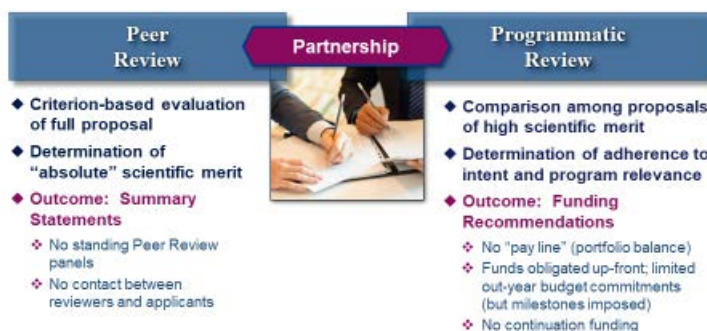 Peer
Review
Partnership
Programmatic
Review
Criterion-based evaluation
of full proposal
Determination of
“absolute” scientific merit
Outcome: Summary
Statements
No standing Peer Review
panels
No contact between
reviewers and applicants
Comparison among proposals
of high scientific merit
Determination of adherence to
intent and program relevance
Outcome: Funding
Recommendations
No “pay line” (portfolio balance)
Funds obligated up-front; limited
out-year budget commitments
(but milestones imposed)
No continuation funding